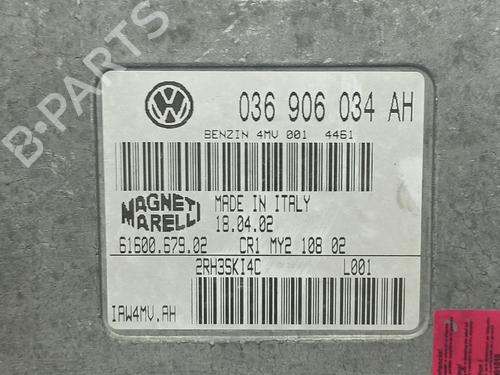 B-PARTS
036 906 034 AH
BENZIN 4MV 001 4461
MAGNETI MARELLI
MADE IN ITALY
18.04.02
61600.679.02 CR1 MY2 108 02
2RH3SKI4C L001
IAW4MV.AH